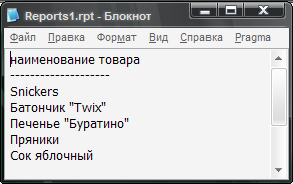 Reports1.rpt - Блокнот
Файл Правка Формат Вид Справка Pragma
наименование товара
--------------------
Snickers
Батончик "Twix"
Печенье "Буратино"
Пряники
Сок яблочный